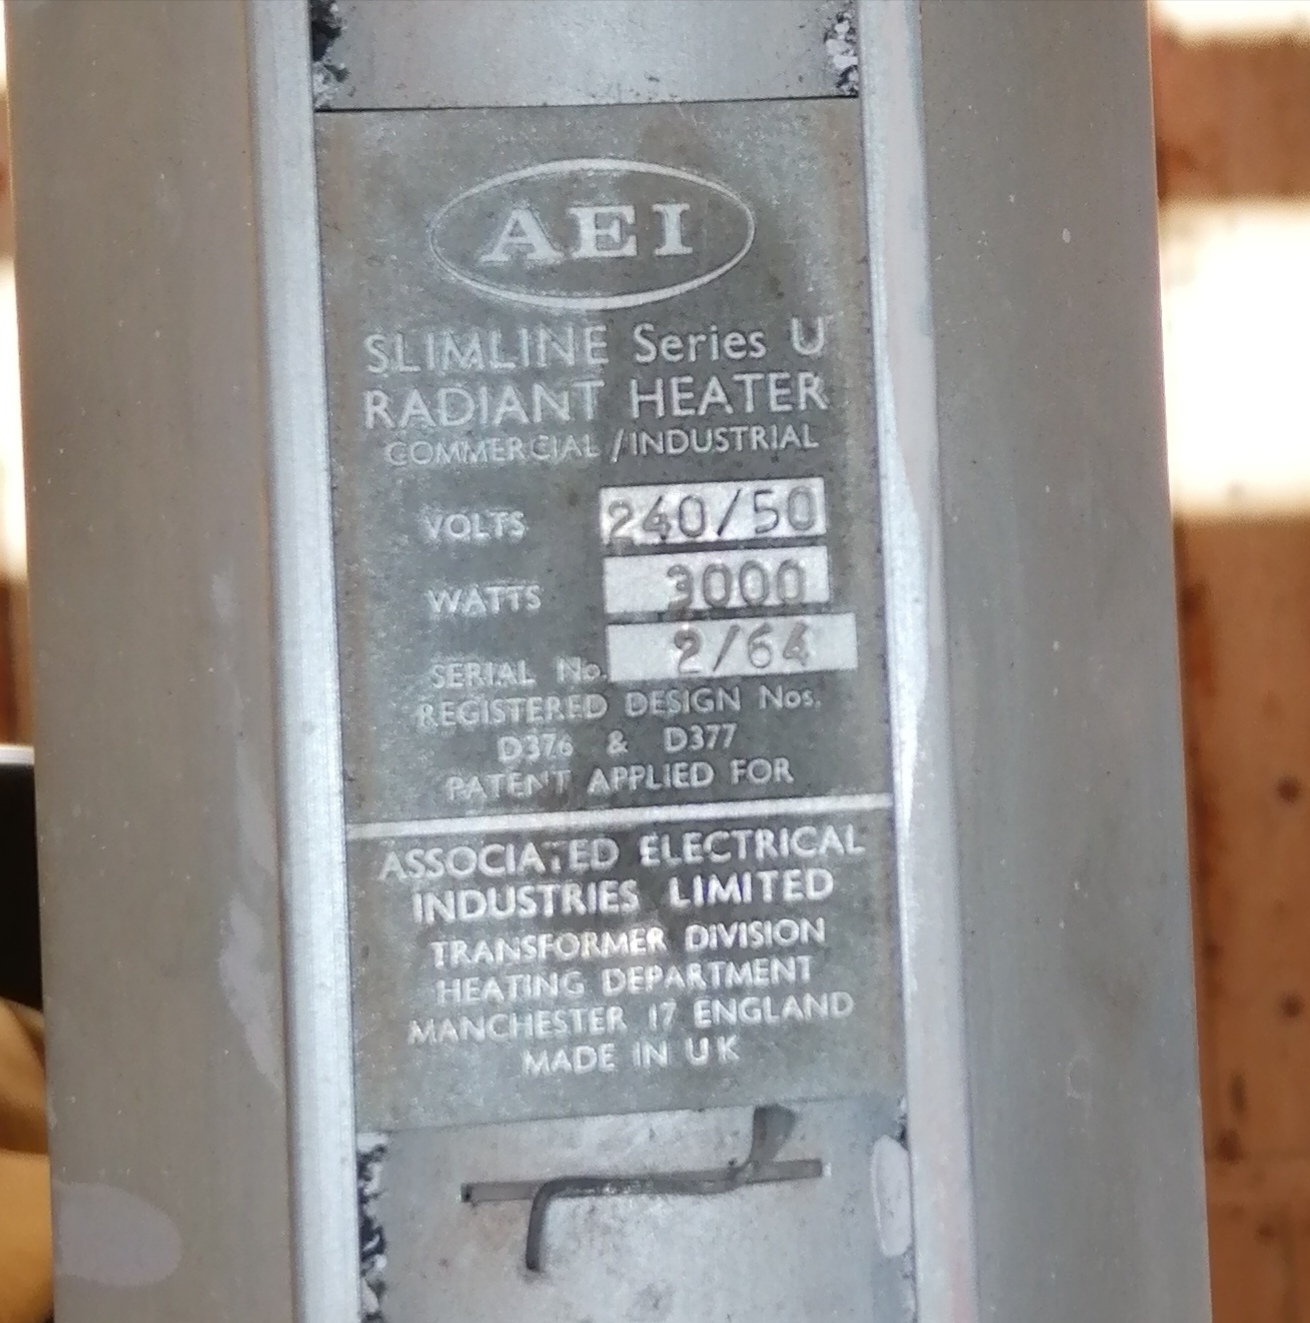 AEI
SLIMLINE Series U
RADIANT HEATER
COMMERCIAL/INDUSTRIAL
VOLTS 240/50
WATTS 3000
SERIAL No. 2/64
REGISTERED DESIGN Nos.
D376 & D377
PATENT APPLIED FOR
ASSOCIATED ELECTRICAL
INDUSTRIES LIMITED
TRANSFORMER DIVISION
HEATING DEPARTMENT
MANCHESTER 17 ENGLAND
MADE IN UK